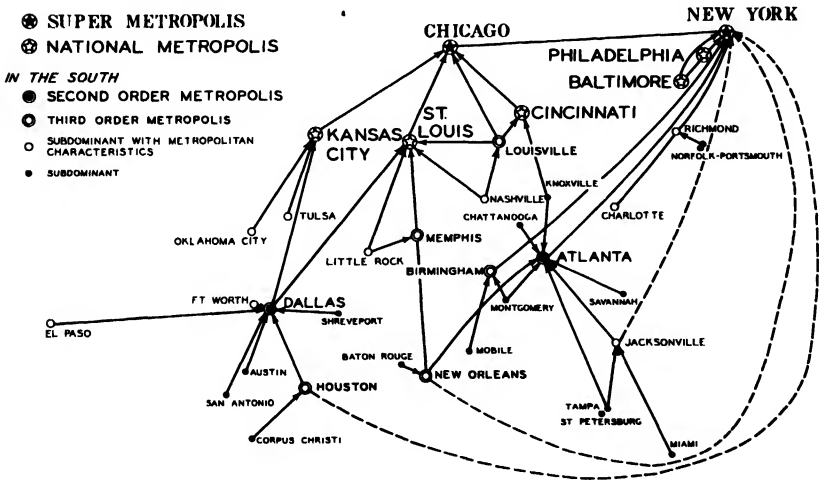 SUPER METROPOLIS
NATIONAL METROPOLIS
IN THE SOUTH
SECOND ORDER METROPOLIS
THIRD ORDER METROPOLIS
SUBDOMINANT WITH METROPOLITAN
CHARACTERISTICS
SUBDOMINANT
CHICAGO
NEW YORK
PHILADELPHIA
BALTIMORE
CINCINNATI
ST.
LOUIS
KANSAS
CITY
LOUISVILLE
RICHMOND
NORFOLK-PORTSMOUTH
KNOXVILLE
NASHVILLE
CHARLOTTE
TULSA
CHATTANOOGA
OKLAHOMA CITY
MEMPHIS
LITTLE ROCK
ATLANTA
BIRMINGHAM
FT WORTH
DALLAS
SHREVEPORT
MONTGOMERY
SAVANNAH
EL PASO
JACKSONVILLE
MOBILE
BATON ROUGE
NEW ORLEANS
AUSTIN
HOUSTON
SAN ANTONIO
TAMPA
ST PETERSBURG
CORPUS CHRISTI
MIAMI